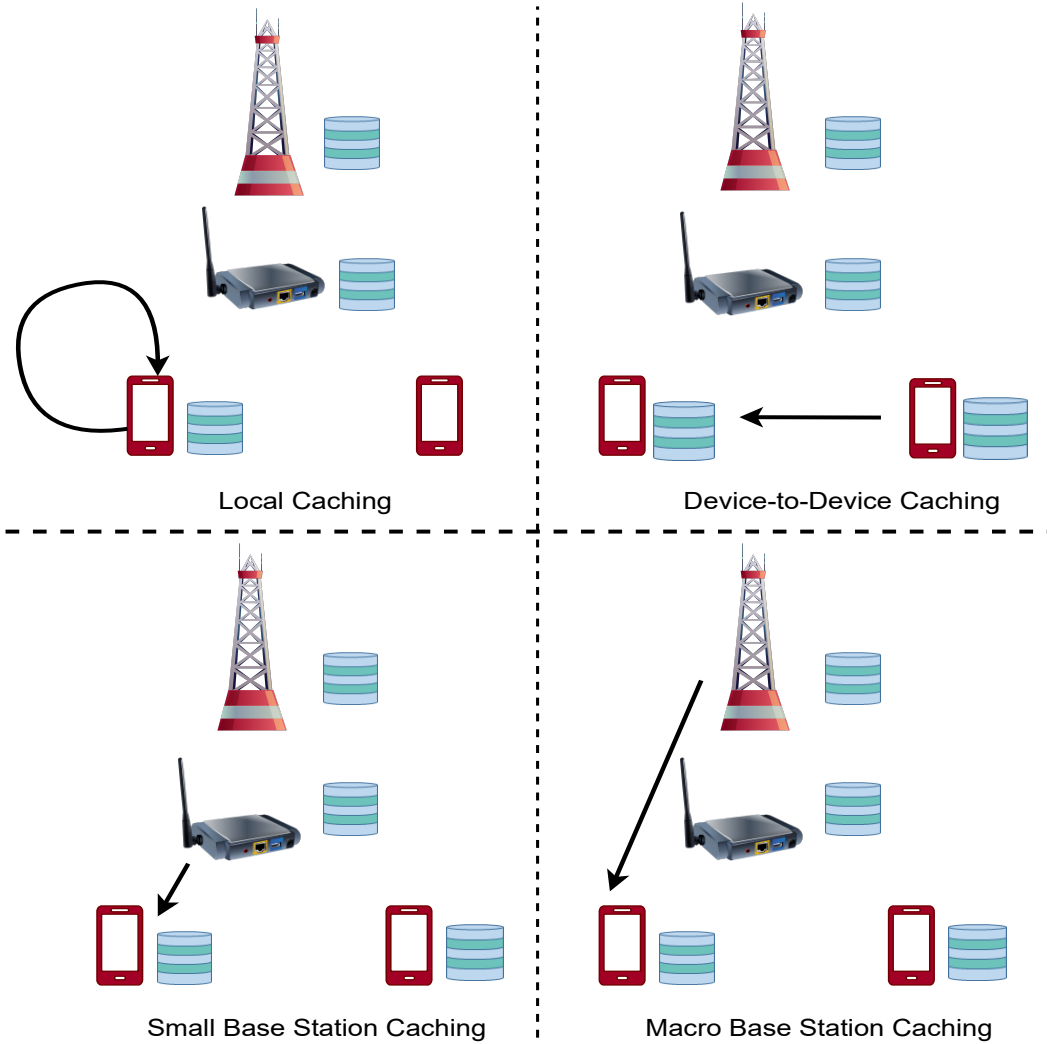 Local Caching
Device-to-Device Caching
Small Base Station Caching
Macro Base Station Caching